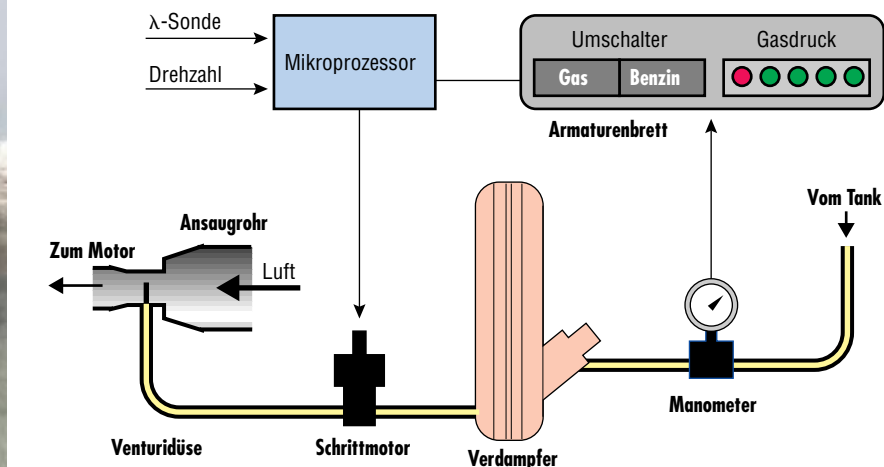 λ-Sonde
Drehzahl
Mikroprozessor
Umschalter
Gasdruck
Gas
Benzin
Armaturenbrett
Vom Tank
Ansaugrohr
Zum Motor
Luft
Manometer
Venturidüse
Schrittmotor
Verdampfer